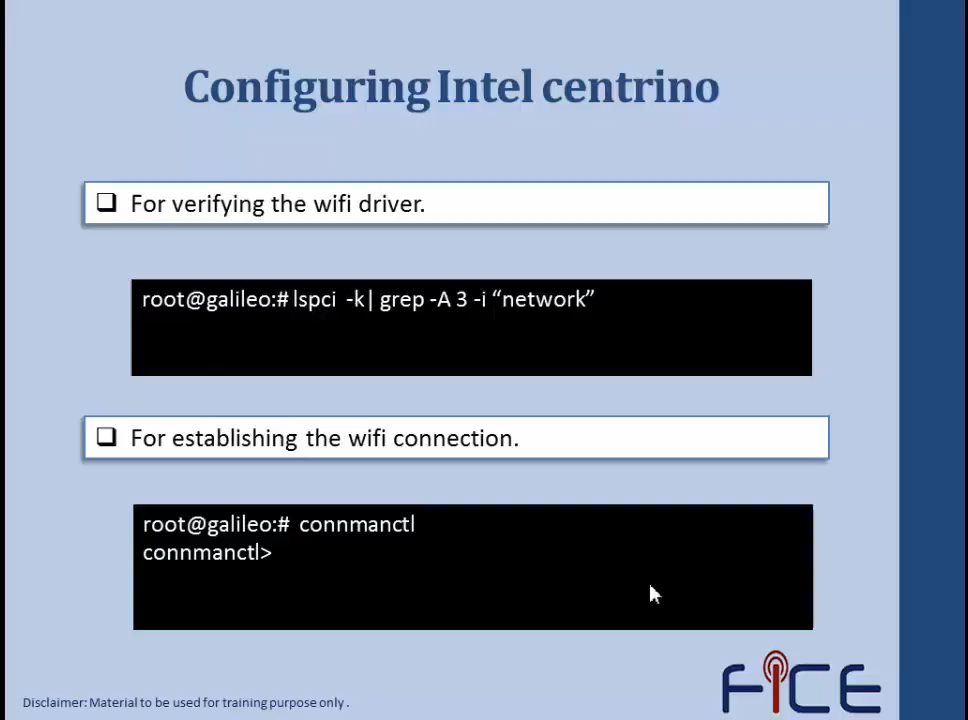 Configuring Intel centrino
❑ For verifying the wifi driver.
root@galileo:# lspci -k| grep -A 3 -i “network”
❑ For establishing the wifi connection.
root@galileo:# connmanctl
connmanctl>
Disclaimer: Material to be used for training purpose only .
FiCE